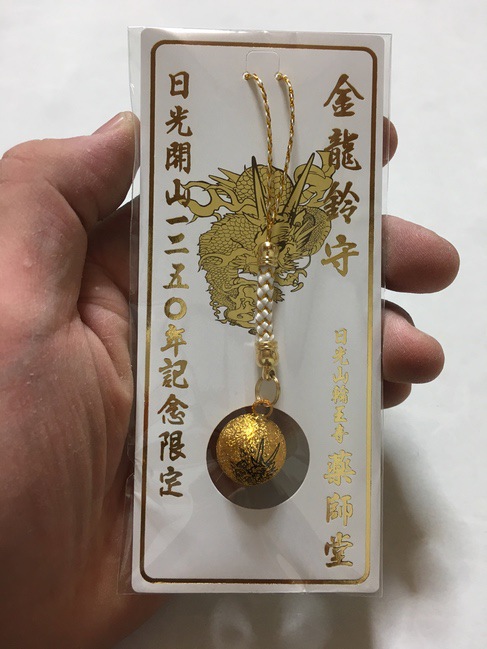 金龍鈴守
日光山輪王寺 薬師堂
日光開山一二五〇年記念限定